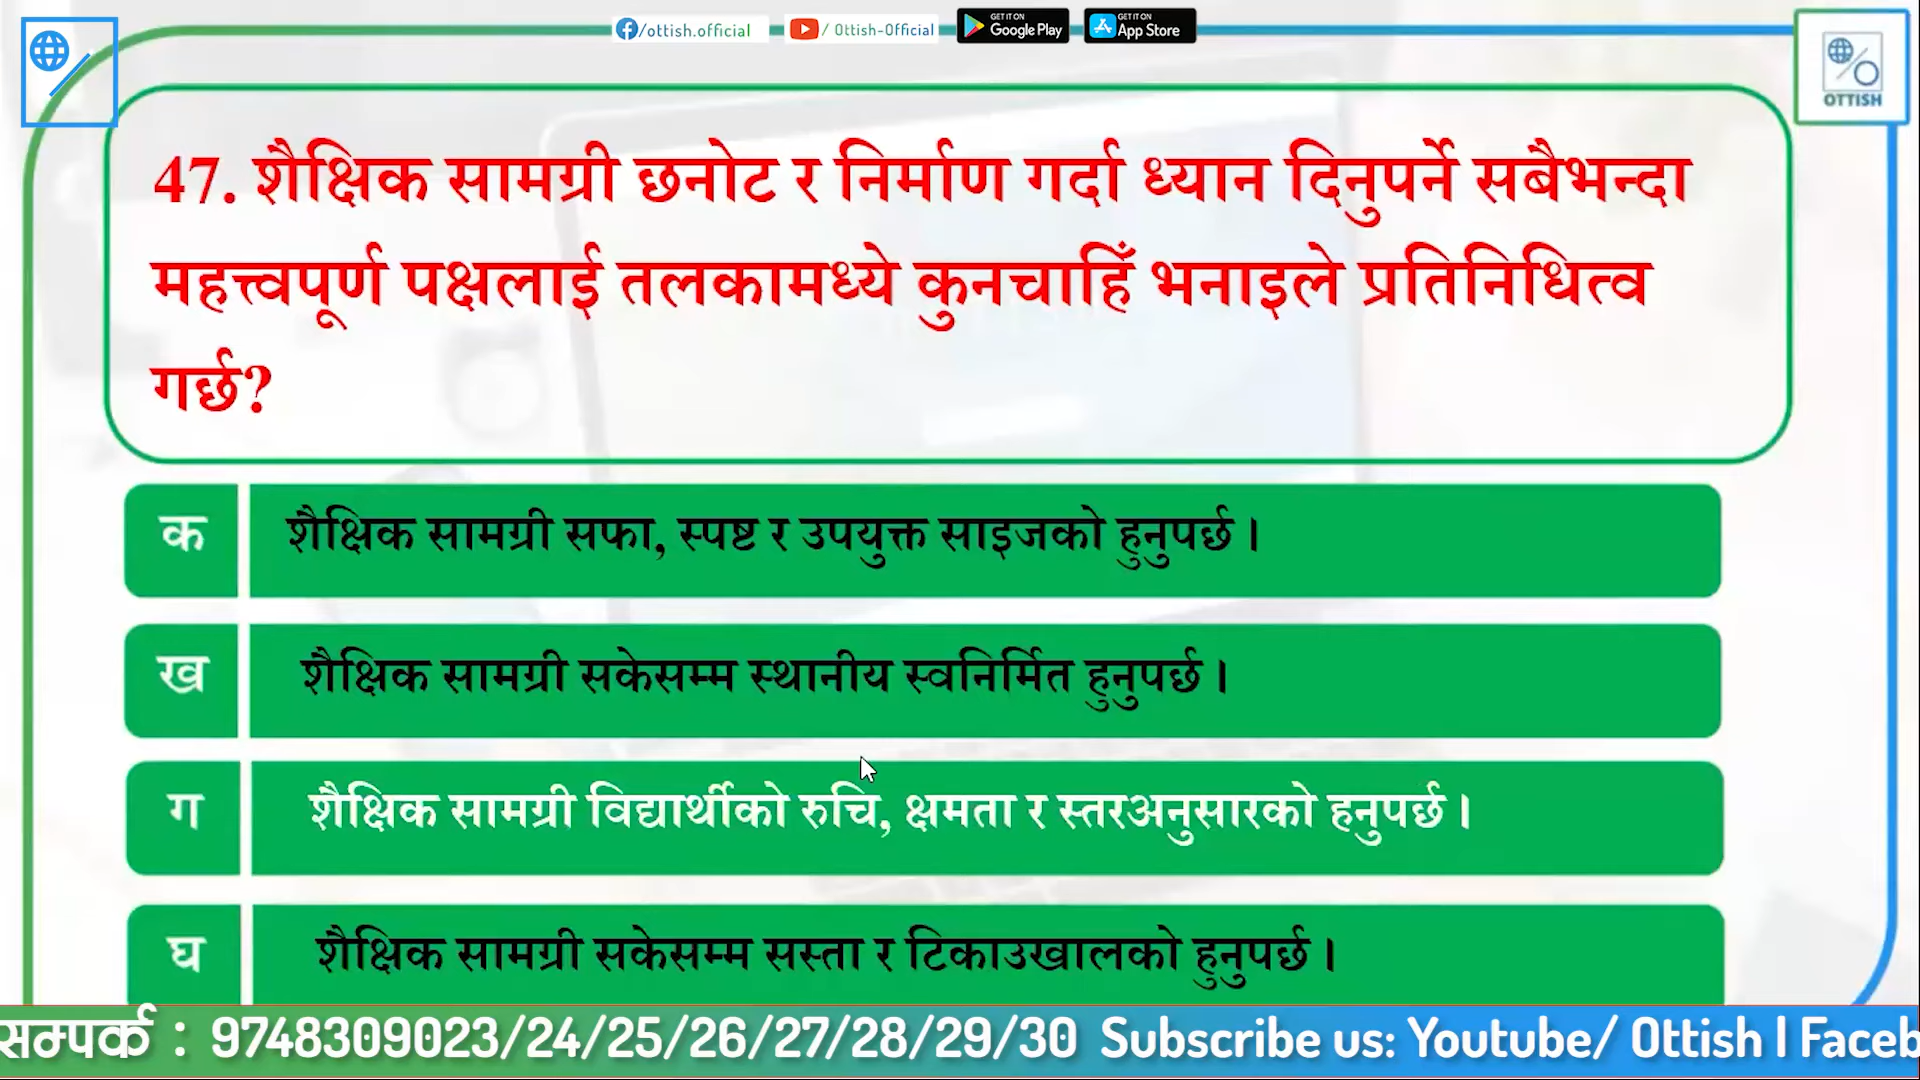 /ottish.official
/ Ottish-Official
GET IT ON
Google Play
GET IT ON
App Store
OTTISH
47. शैक्षिक सामग्री छनोट र निर्माण गर्दा ध्यान दिनुपर्ने सबैभन्दा
महत्त्वपूर्ण पक्षलाई तलकामध्ये कुनचाहिँ भनाइले प्रतिनिधित्व
गर्छ?
क शैक्षिक सामग्री सफा, स्पष्ट र उपयुक्त साइजको हुनुपर्छ ।
ख शैक्षिक सामग्री सकेसम्म स्थानीय स्वनिर्मित हुनुपर्छ ।
ग शैक्षिक सामग्री विद्यार्थीको रुचि, क्षमता र स्तरअनुसारको हनुपर्छ ।
घ शैक्षिक सामग्री सकेसम्म सस्ता र टिकाउखालको हुनुपर्छ ।
सम्पर्क : 9748309023/24/25/26/27/28/29/30 Subscribe us: Youtube/ Ottish | Faceb